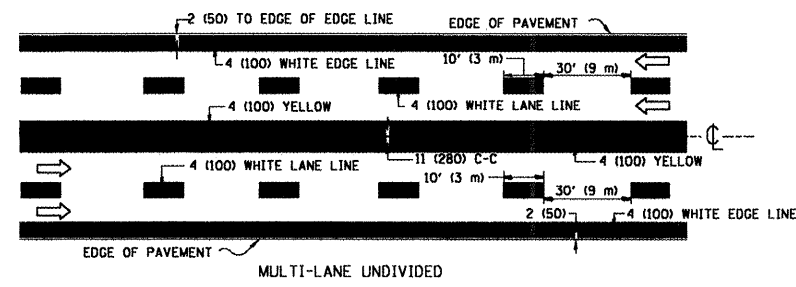 2 (50) TO EDGE OF EDGE LINE
EDGE OF PAVEMENT
4 (100) WHITE EDGE LINE
10' (3 m)
30' (9 m)
4 (100) YELLOW
4 (100) WHITE LANE LINE
℄
4 (100) WHITE LANE LINE
11 (280) C-C
4 (100) YELLOW
10' (3 m)
30' (9 m)
2 (50)
4 (100) WHITE EDGE LINE
EDGE OF PAVEMENT
MULTI-LANE UNDIVIDED